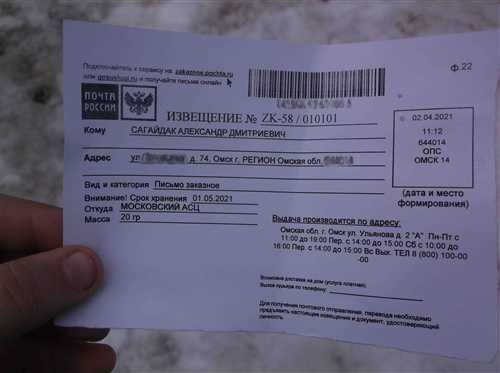 Подключайтесь к сервису на zakaznoe.pochta.ru
или gosuslugi.ru и получайте письма онлайн
ф.22
ПОЧТА
РОССИИ
ИЗВЕЩЕНИЕ № ZK-58 / 010101
Кому САГАЙДАК АЛЕКСАНДР ДМИТРИЕВИЧ
Адрес ул д. 74, Омск г, РЕГИОН Омская обл,
Вид и категория Письмо заказное
Внимание! Срок хранения 01.05.2021
Откуда МОСКОВСКИЙ АСЦ
Масса 20 гр
02.04.2021
11:12
644014
ОПС
ОМСК 14
(дата и место
формирования)
Выдача производится по адресу:
Омская обл. г. Омск ул. Ульянова д. 2 "А" Пн-Пт с
11:00 до 19:00 Пер. с 14:00 до 15:00 Сб с 10:00 до
16:00 Пер. с 14:00 до 15:00 Вс Вых. ТЕЛ 8 (800) 100-00
-00
Возможна доставка на дом (услуга платная):
Вызов курьера по телефону:
Для получения почтового отправления, перевода необходимо
предъявить настоящее извещение и документ, удостоверяющий
личность.